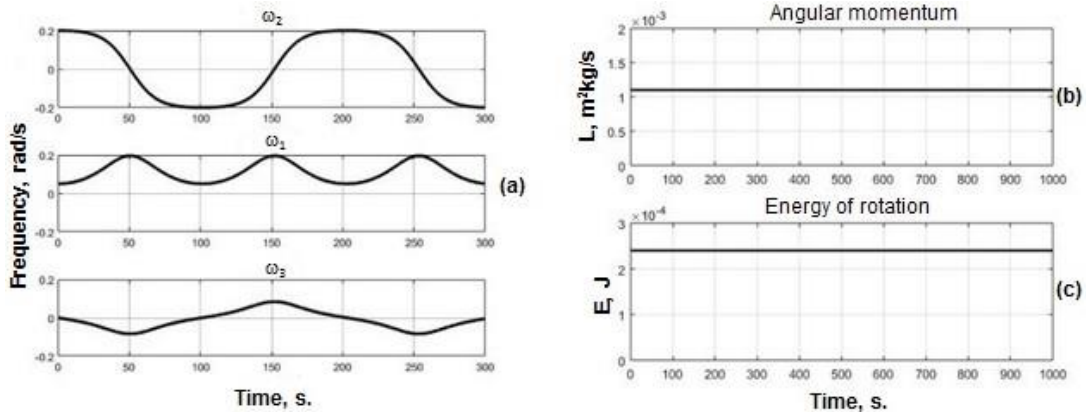 ω₂
0.2
0
-0.2
0 50 100 150 200 250 300
ω₁
0.2
0
-0.2
0 50 100 150 200 250 300
ω₃
0.2
0
-0.2
0 50 100 150 200 250 300
Frequency, rad/s
Time, s.
(a)
Angular momentum
×10⁻³
2
1.5
1
0.5
0
0 100 200 300 400 500 600 700 800 900 1000
L, m²kg/s
(b)
Energy of rotation
×10⁻⁴
3
2
1
0
0 100 200 300 400 500 600 700 800 900 1000
E, J
(c)
Time, s.